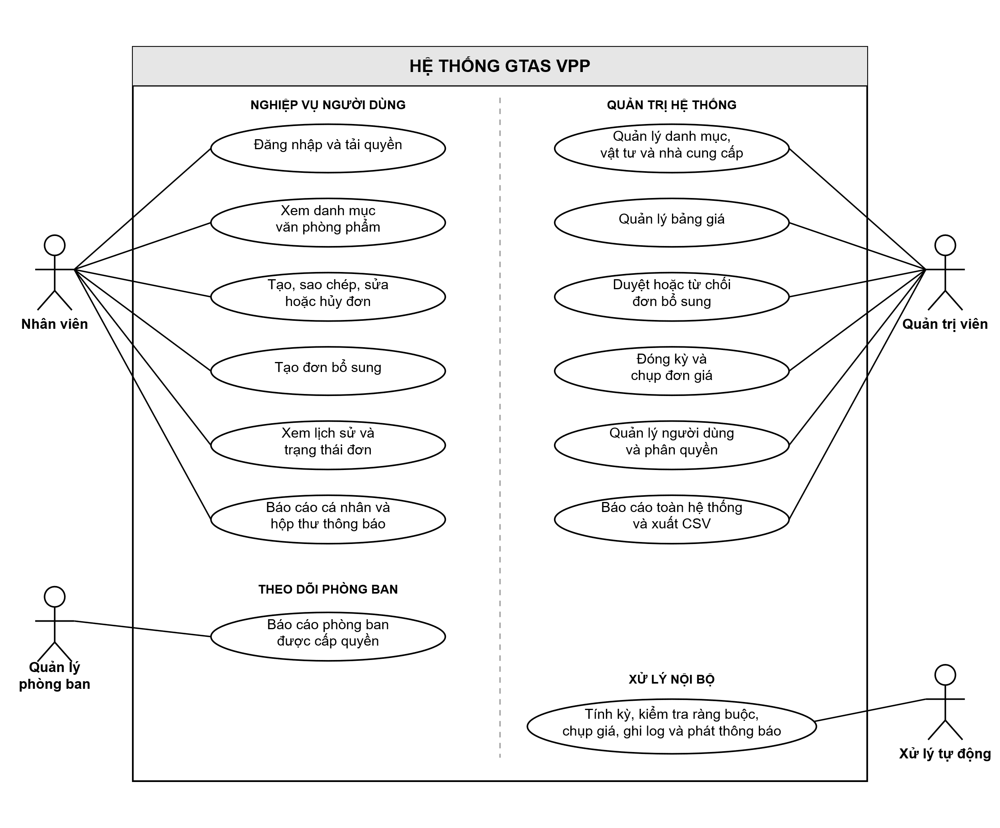 HỆ THỐNG GTAS VPP
NGHIỆP VỤ NGƯỜI DÙNG
Đăng nhập và tải quyền
Xem danh mục
văn phòng phẩm
Tạo, sao chép, sửa
hoặc hủy đơn
Tạo đơn bổ sung
Xem lịch sử và
trạng thái đơn
Báo cáo cá nhân và
hộp thư thông báo
Nhân viên
THEO DÕI PHÒNG BAN
Báo cáo phòng ban
được cấp quyền
Quản lý
phòng ban
QUẢN TRỊ HỆ THỐNG
Quản lý danh mục,
vật tư và nhà cung cấp
Quản lý bảng giá
Duyệt hoặc từ chối
đơn bổ sung
Đóng kỳ và
chụp đơn giá
Quản lý người dùng
và phân quyền
Báo cáo toàn hệ thống
và xuất CSV
Quản trị viên
XỬ LÝ NỘI BỘ
Tính kỳ, kiểm tra ràng buộc,
chụp giá, ghi log và phát thông báo
Xử lý tự động